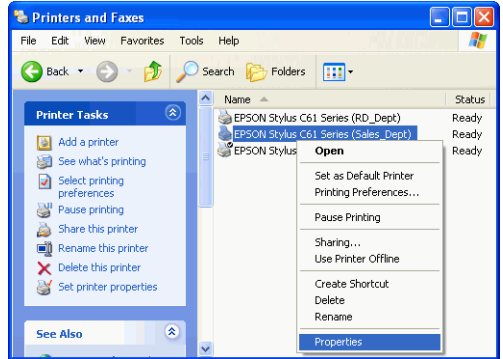 Printers and Faxes
File Edit View Favorites Tools Help
Back Search Folders
Printer Tasks
Add a printer
See what's printing
Select printing
preferences
Pause printing
Share this printer
Rename this printer
Delete this printer
Set printer properties
See Also
Name Status
EPSON Stylus C61 Series (RD_Dept) Ready
EPSON Stylus C61 Series (Sales_Dept) Ready
EPSON Stylus Ready
Open
Set as Default Printer
Printing Preferences...
Pause Printing
Sharing...
Use Printer Offline
Create Shortcut
Delete
Rename
Properties